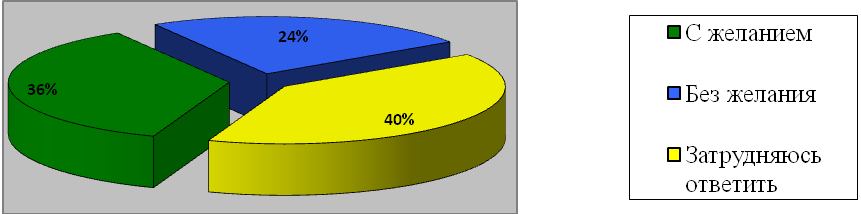 24%
36%
40%
С желанием
Без желания
Затрудняюсь
ответить